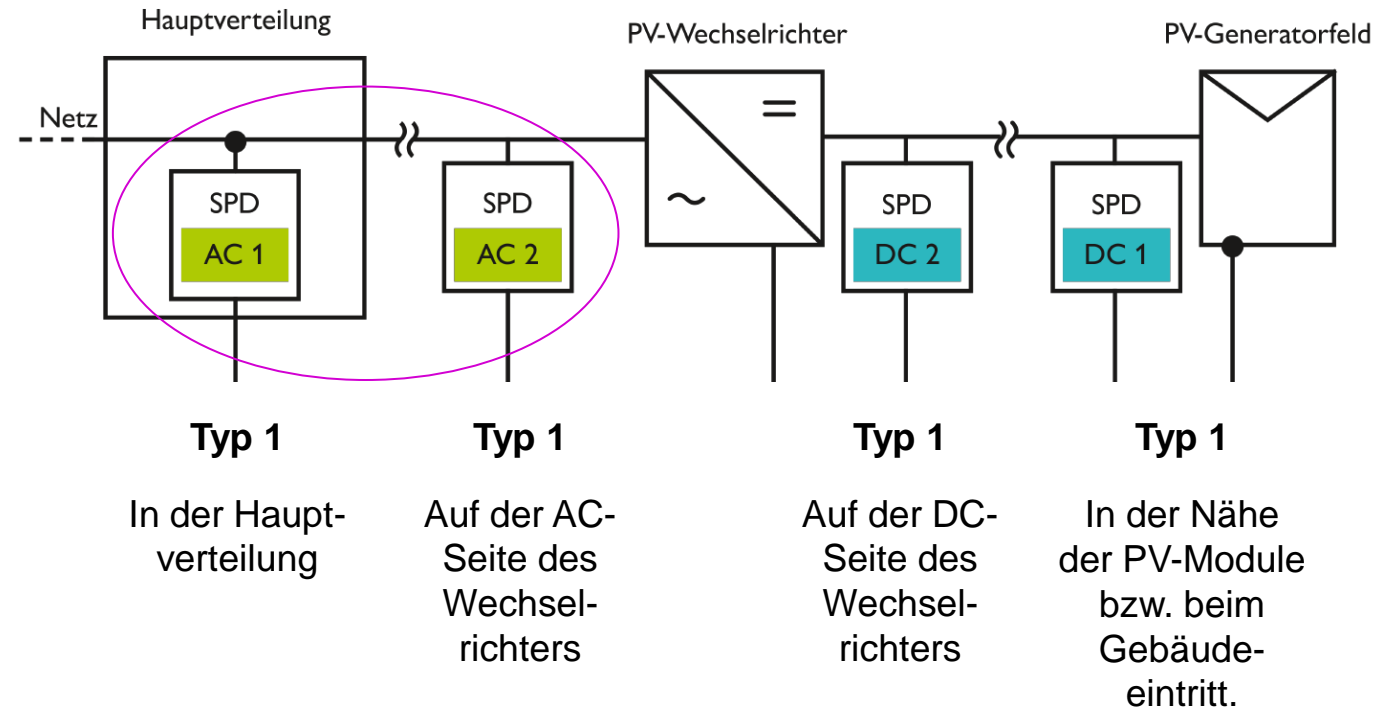 Hauptverteilung
PV-Wechselrichter
PV-Generatorfeld
Netz
SPD
AC 1
SPD
AC 2
SPD
DC 2
SPD
DC 1
Typ 1
In der Haupt-
verteilung
Typ 1
Auf der AC-
Seite des
Wechsel-
richters
Typ 1
Auf der DC-
Seite des
Wechsel-
richters
Typ 1
In der Nähe
der PV-Module
bzw. beim
Gebäude-
eintritt.